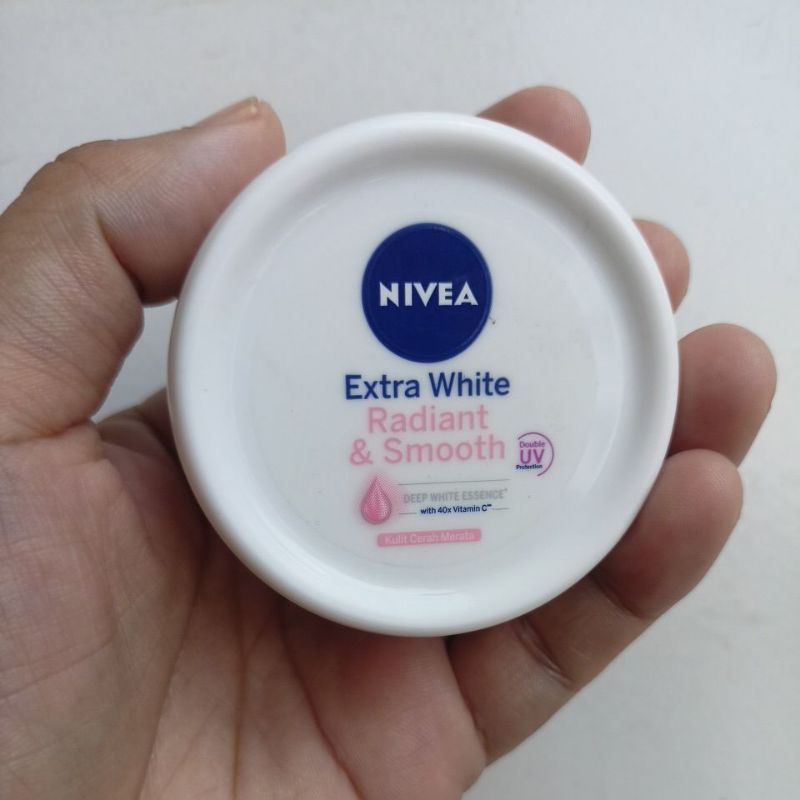 NIVEA
Extra White
Radiant
& Smooth
Double
UV
Protection
DEEP WHITE ESSENCE*
with 40x Vitamin C**
Kulit Cerah Merata